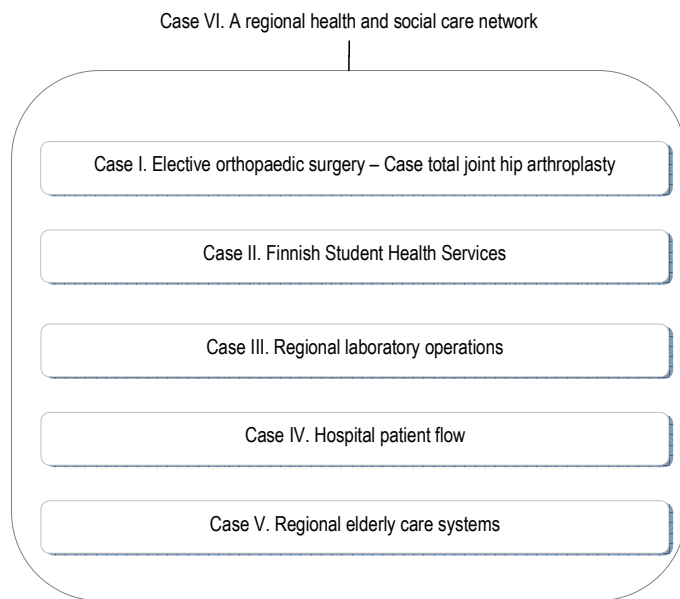 Case VI. A regional health and social care network
Case I. Elective orthopaedic surgery – Case total joint hip arthroplasty
Case II. Finnish Student Health Services
Case III. Regional laboratory operations
Case IV. Hospital patient flow
Case V. Regional elderly care systems